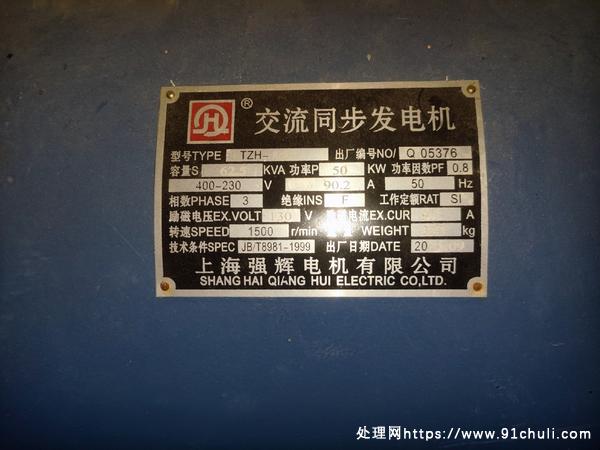 QH ® 交流同步发电机
型号TYPE TZH- 出厂编号NO/ Q 05376
容量S 62.5 KVA 功率P 50 KW 功率因数PF 0.8
400-230 V 90.2 A 50 Hz
相数PHASE 3 绝缘INS F 工作定额RAT SI
励磁电压EX.VOLT 130 V 电流EX.CUR A
转速SPEED 1500 r/min WEIGHT kg
技术条件SPEC JB/T8981-1999 出厂日期DATE 20 09
上海强辉电机有限公司
SHANG HAI QIANG HUI ELECTRIC CO,LTD.
处理网https://www.91chuli.com/